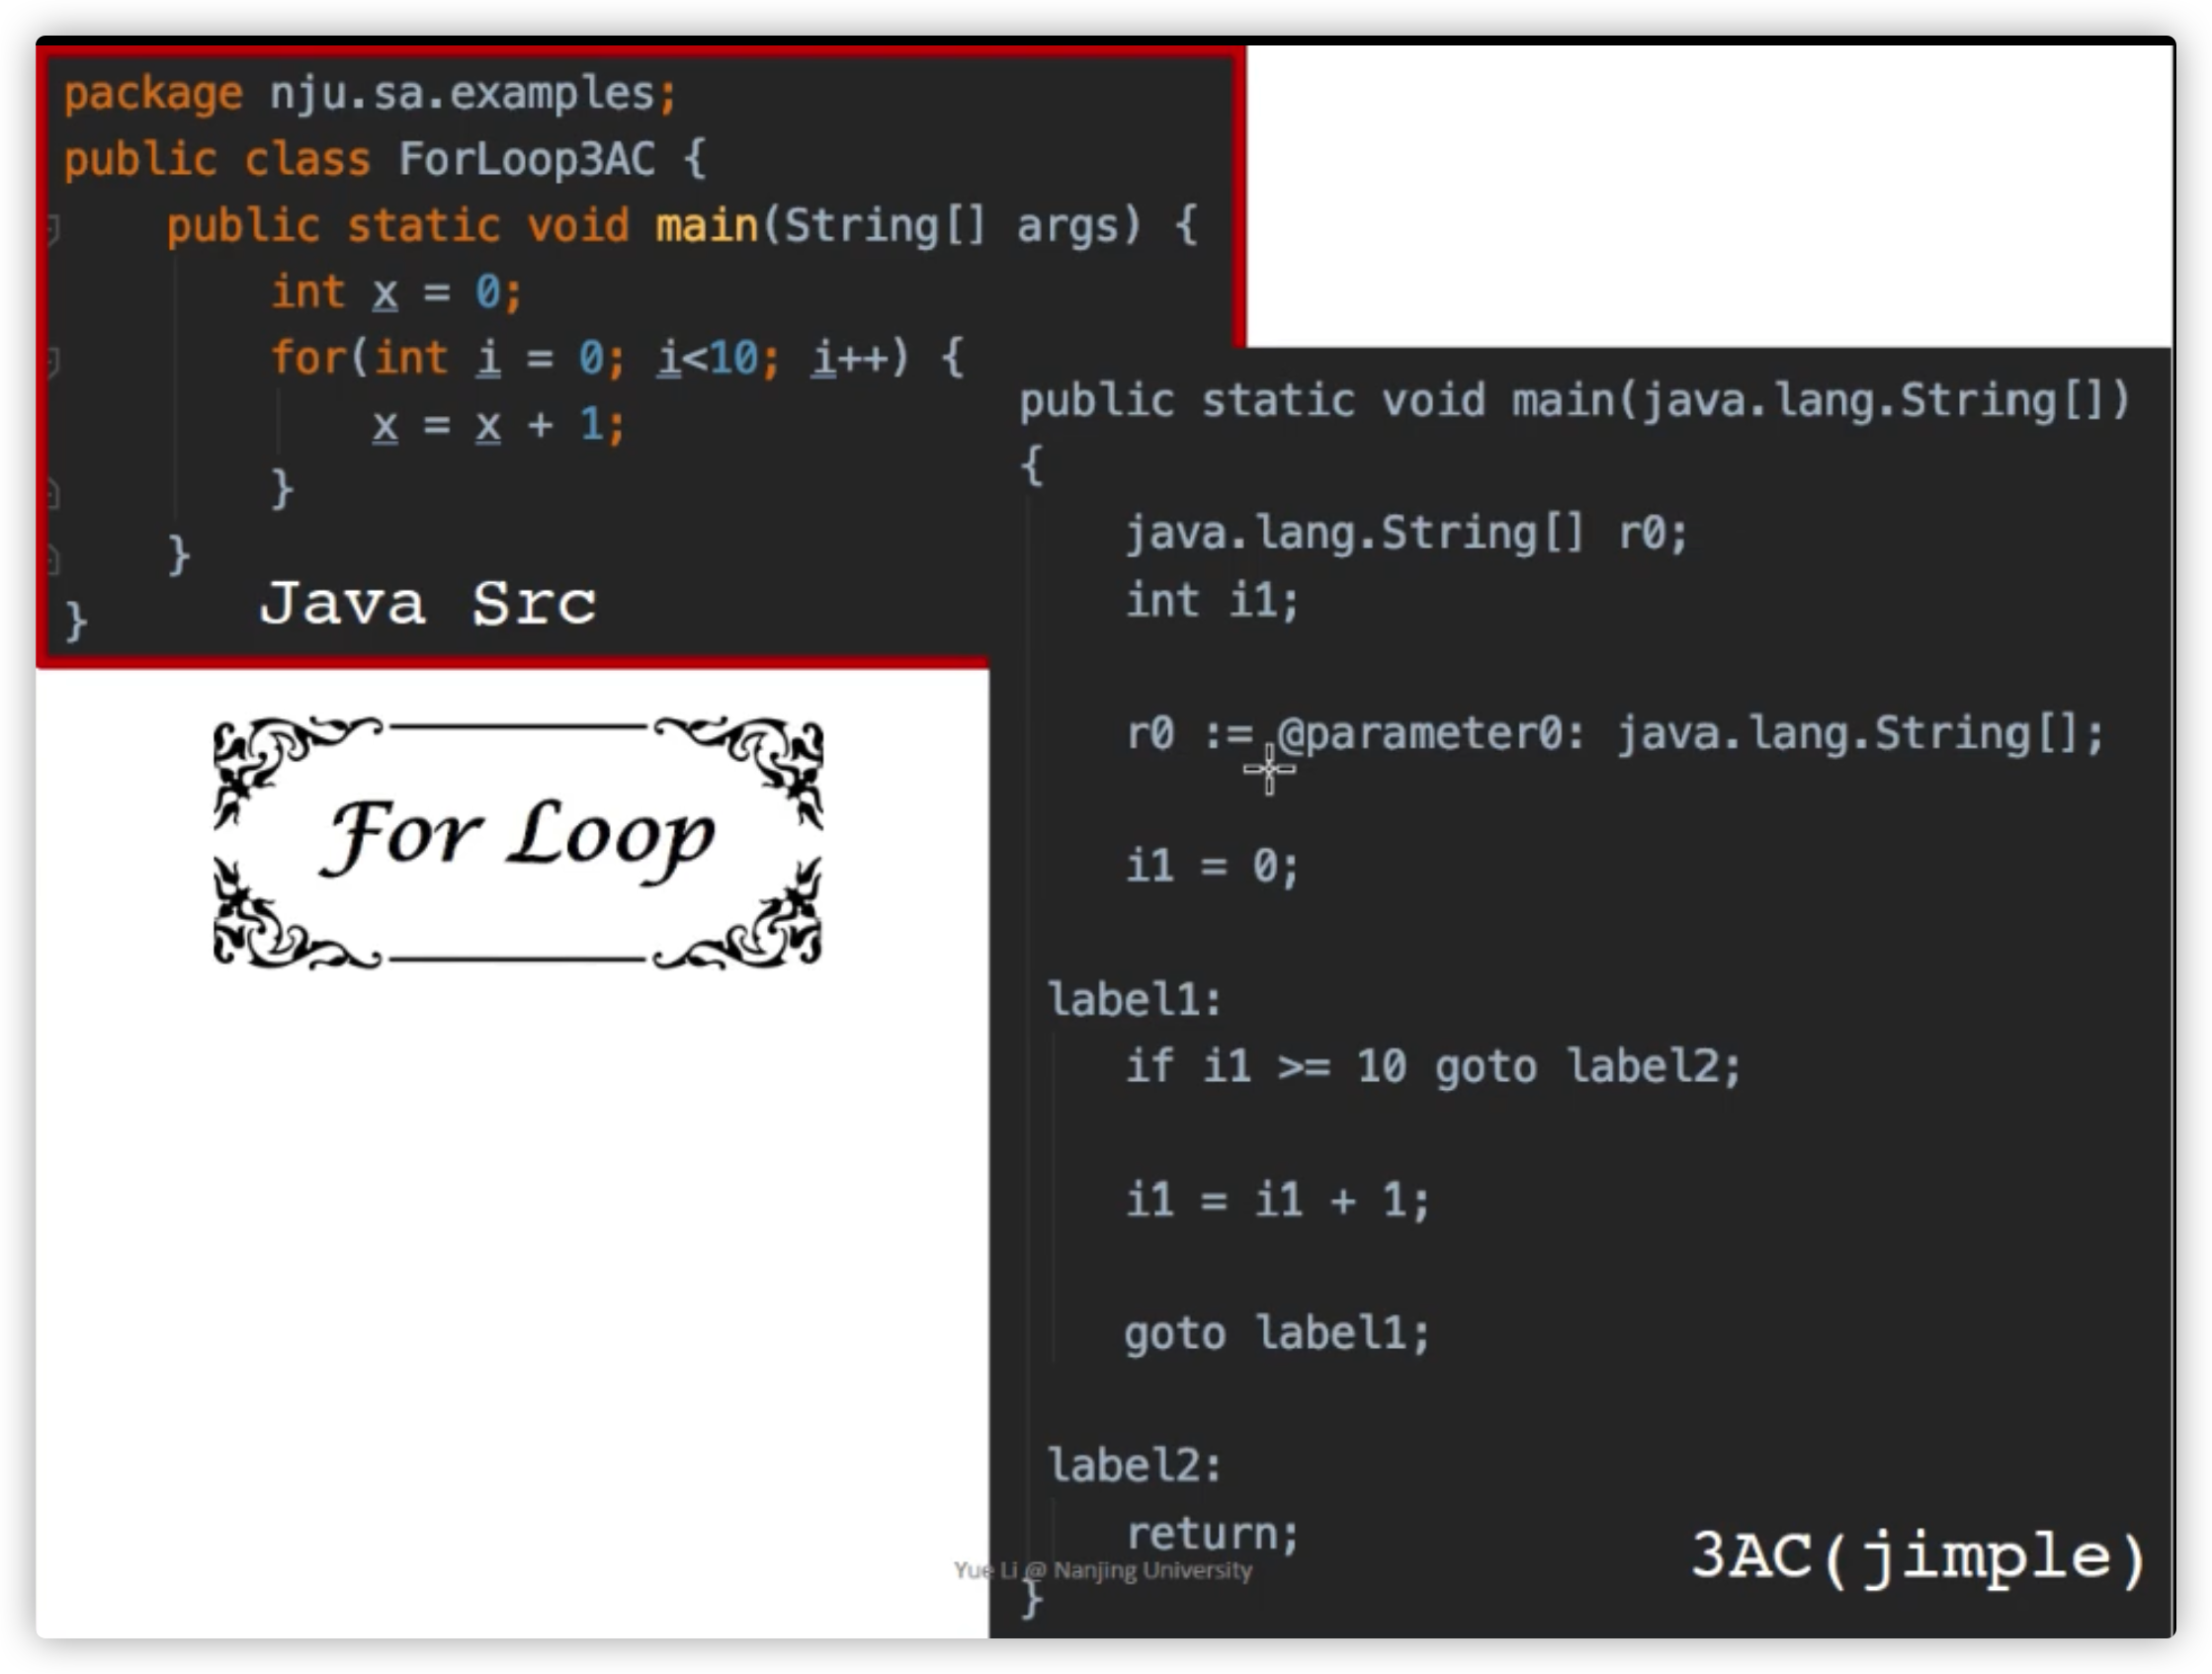 package nju.sa.examples;
public class ForLoop3AC {
public static void main(String[] args) {
int x = 0;
for(int i = 0; i<10; i++) {
x = x + 1;
}
}
}
Java Src
For Loop
public static void main(java.lang.String[])
{
java.lang.String[] r0;
int i1;
r0 := @parameter0: java.lang.String[];
i1 = 0;
label1:
if i1 >= 10 goto label2;
i1 = i1 + 1;
goto label1;
label2:
return;
}
3AC(jimple)
Yue Li @ Nanjing University